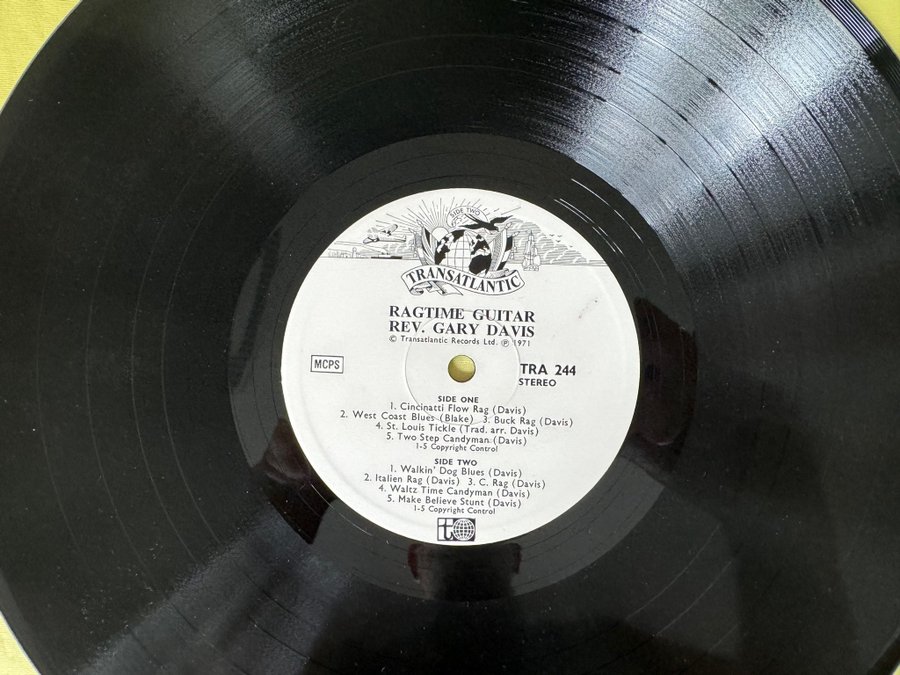 SIDE TWO
TRANSATLANTIC
RAGTIME GUITAR
REV. GARY DAVIS
© Transatlantic Records Ltd. ℗ 1971
MCPS
TRA 244
STEREO
SIDE ONE
1. Cincinatti Flow Rag (Davis)
2. West Coast Blues (Blake) 3. Buck Rag (Davis)
4. St. Louis Tickle (Trad. arr. Davis)
5. Two Step Candyman (Davis)
1-5 Copyright Control
SIDE TWO
1. Walkin' Dog Blues (Davis)
2. Italien Rag (Davis) 3. C. Rag (Davis)
4. Waltz Time Candyman (Davis)
5. Make Believe Stunt (Davis)
1-5 Copyright Control
t